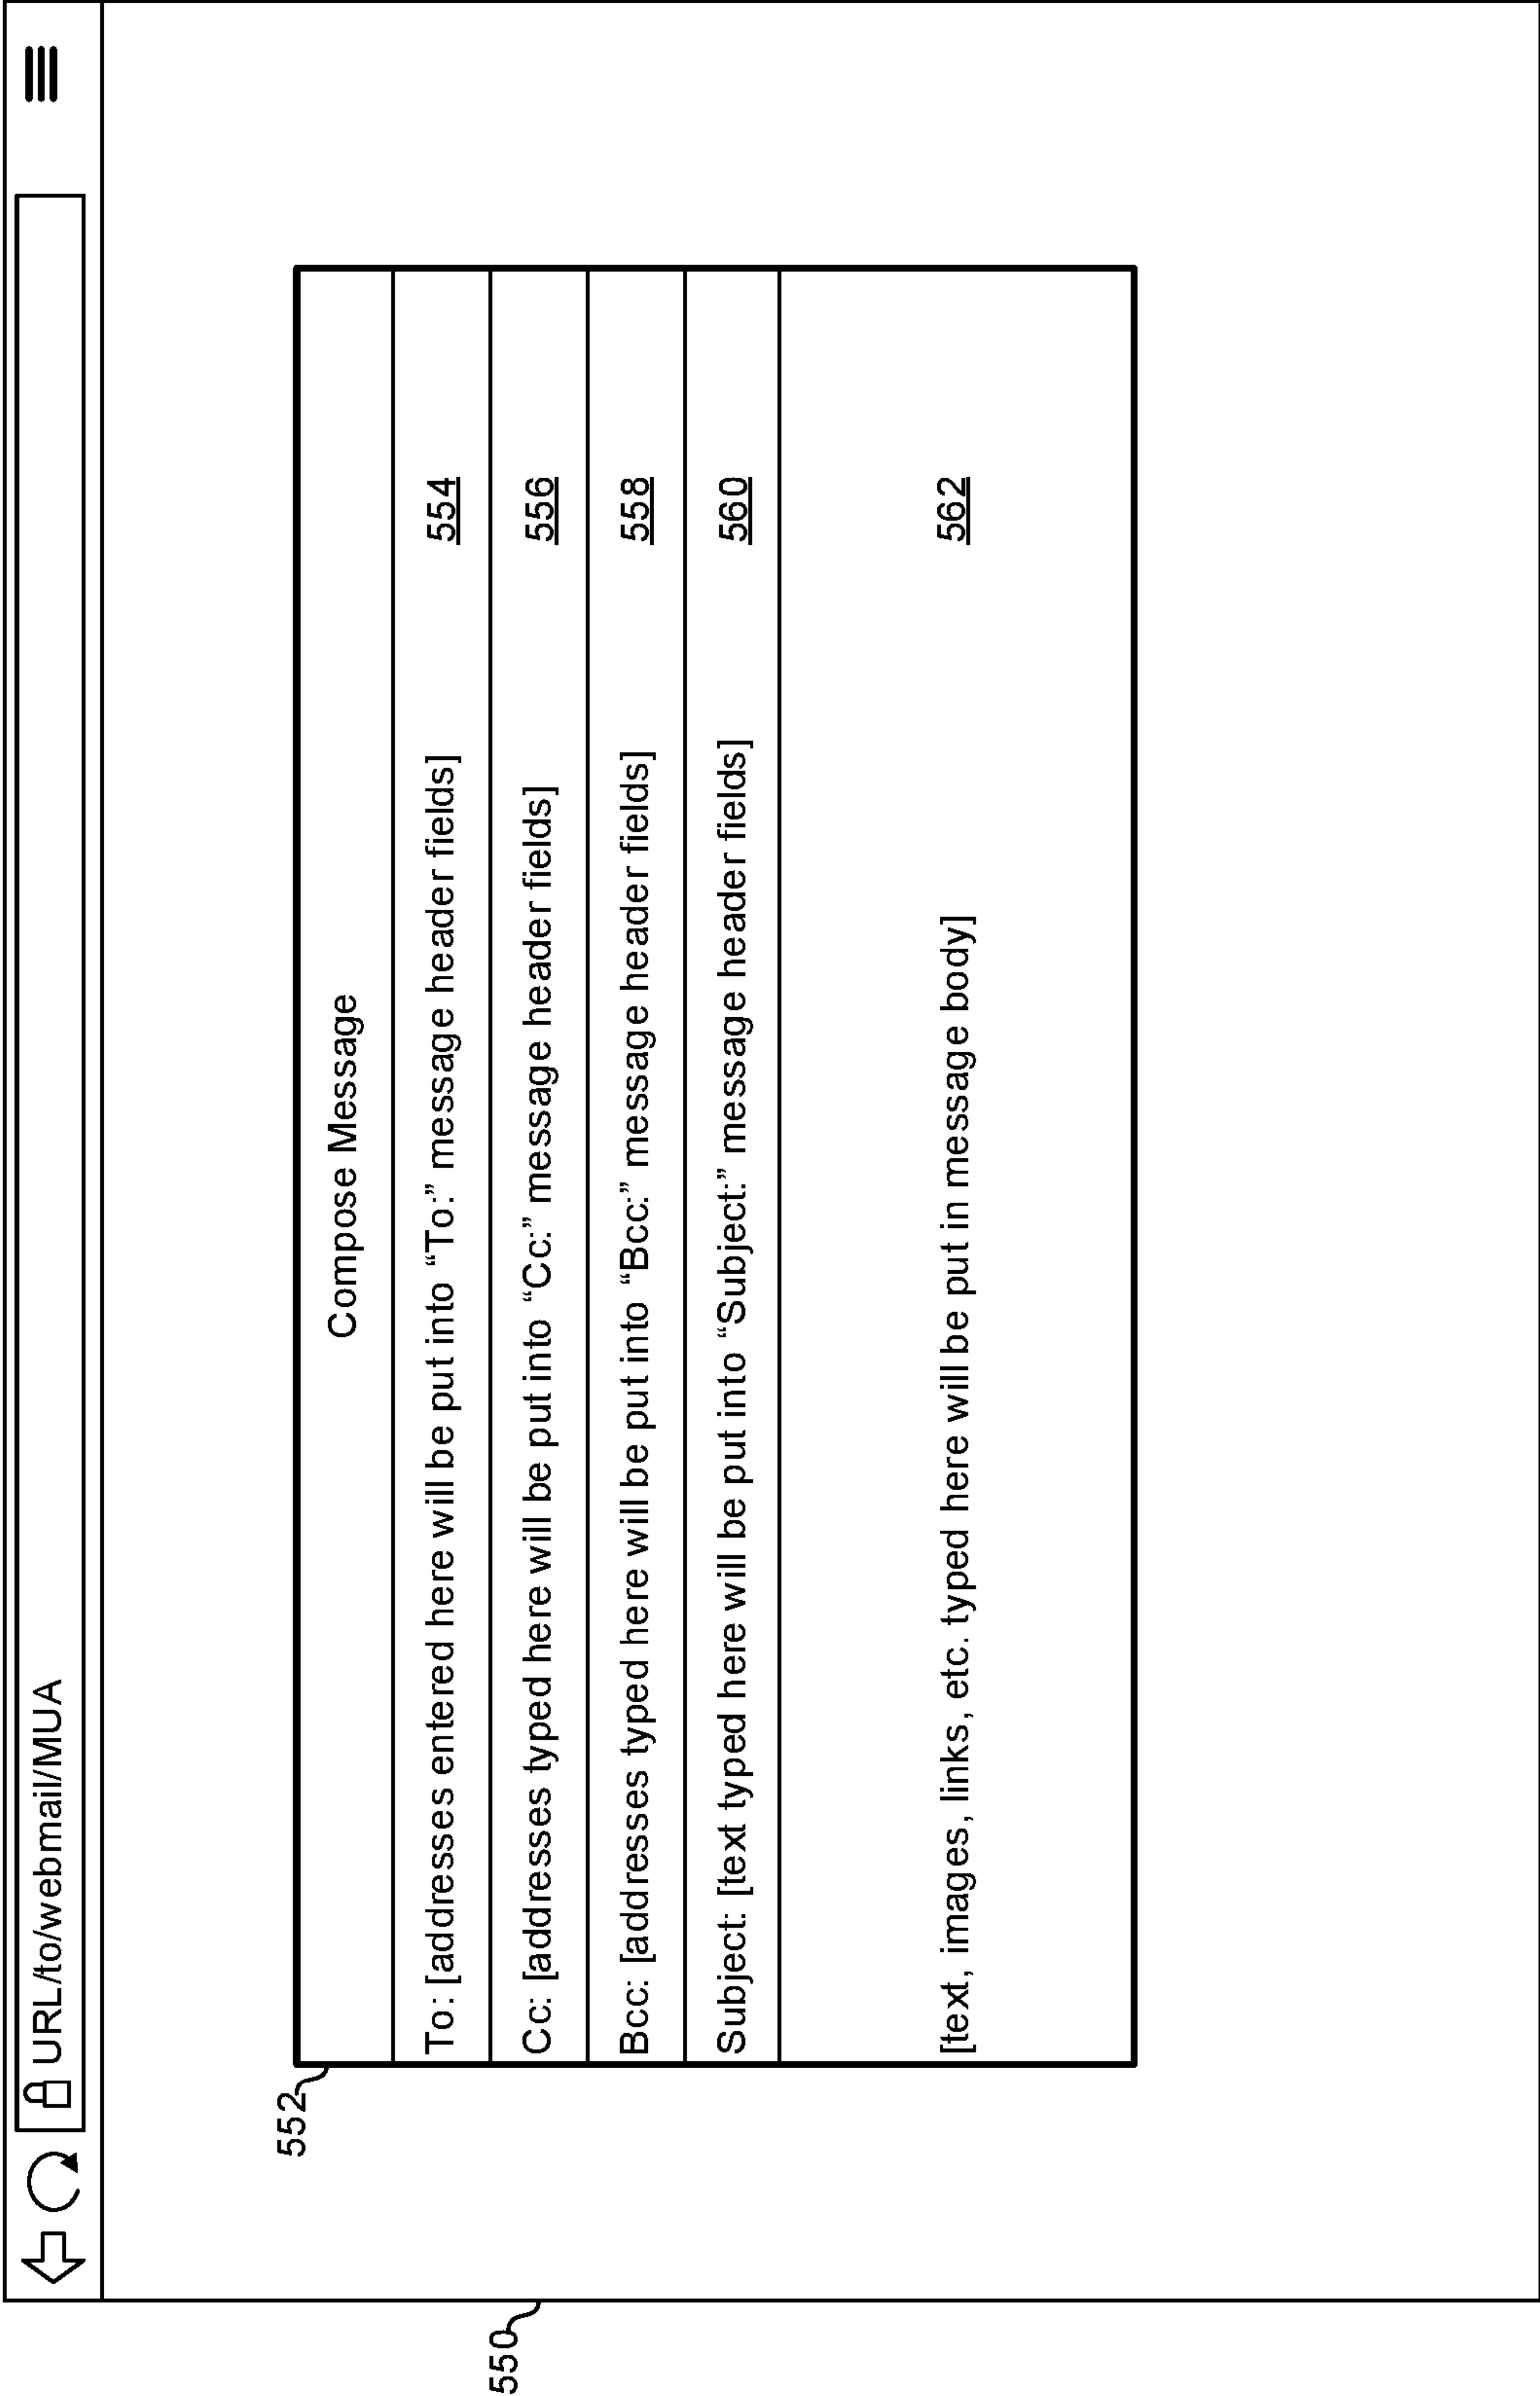 URL/to/webmail/MUA
552
Compose Message
To: [addresses entered here will be put into “To:” message header fields] 554
Cc: [addresses typed here will be put into “Cc:” message header fields] 556
Bcc: [addresses typed here will be put into “Bcc:” message header fields] 558
Subject: [text typed here will be put into “Subject:” message header fields] 560
[text, images, links, etc. typed here will be put in message body] 562
550